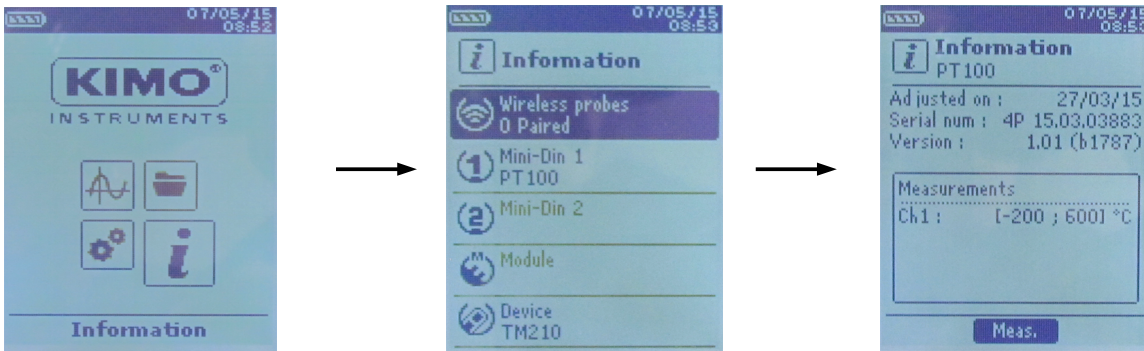 07/05/15
08:52
KIMO®
INSTRUMENTS
Information
07/05/15
08:53
i Information
Wireless probes
0 Paired
1 Mini-Din 1
PT100
2 Mini-Din 2
M Module
Device
TM210
07/05/15
08:53
i Information
PT100
Adjusted on : 27/03/15
Serial num : 4P 15.03.03883
Version : 1.01 (b1787)
Measurements
Ch1 : [-200 ; 600] °C
Meas.